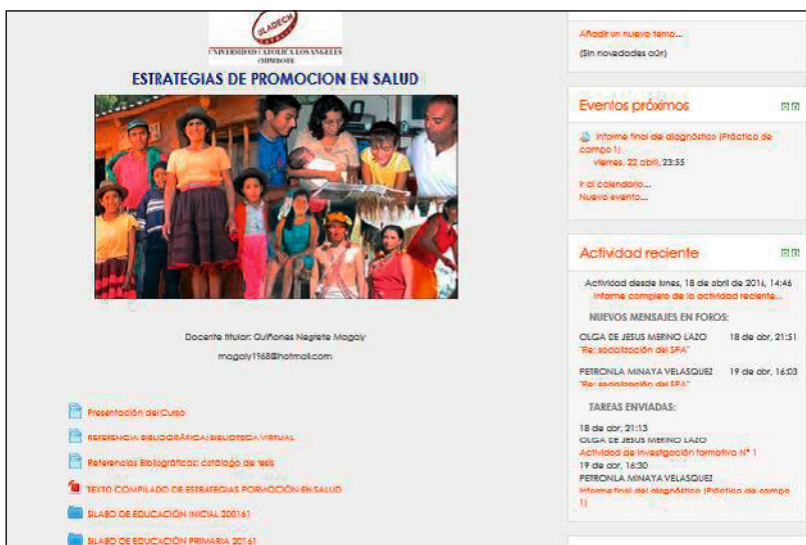 ULADECH
UNIVERSIDAD CATOLICA LOS ANGELES
CHIMBOTE
ESTRATEGIAS DE PROMOCION EN SALUD
Docente titular: Quiñones Negrete Magaly
magaly1968@hotmail.com
Presentación del Curso
REFERENCIA BIBLIOGRÁFICA: BIBLIOTECA VIRTUAL
Referencias Bibliográficas: catálogo de tesis
TEXTO COMPILADO DE ESTRATEGIAS FORMOCIÓN EN SALUD
SILABO DE EDUCACIÓN INICIAL 200161
SILABO DE EDUCACIÓN PRIMARIA 20161
Añadir un nuevo tema...
(Sin novedades aún)
Eventos próximos
Informe final de diagnóstico (Práctica de
campo 1)
viernes, 22 abril, 23:55
Ir al calendario...
Nuevo evento...
Actividad reciente
Actividad desde lunes, 18 de abril de 2016, 14:46
Informe completo de la actividad reciente...
NUEVOS MENSAJES EN FOROS:
OLGA DE JESUS MERINO LAZO 18 de abr, 21:51
"Re: socialización del SPA"
PETRONLA MINAYA VELASQUEZ 19 de abr, 16:03
"Re: socialización del SPA"
TAREAS ENVIADAS:
18 de abr, 21:13
OLGA DE JESUS MERINO LAZO
Actividad de investigación formativa N° 1
19 de abr, 16:30
PETRONLA MINAYA VELASQUEZ
Informe final del diagnóstico (Práctica de campo
1)